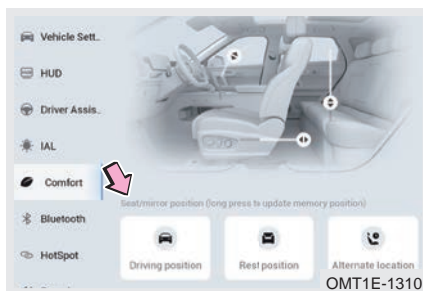 Vehicle Sett..
HUD
Driver Assis..
IAL
Comfort
Seat/mirror position (long press to update memory position)
Bluetooth
HotSpot
Driving position
Rest position
Alternate location
OMT1E-1310